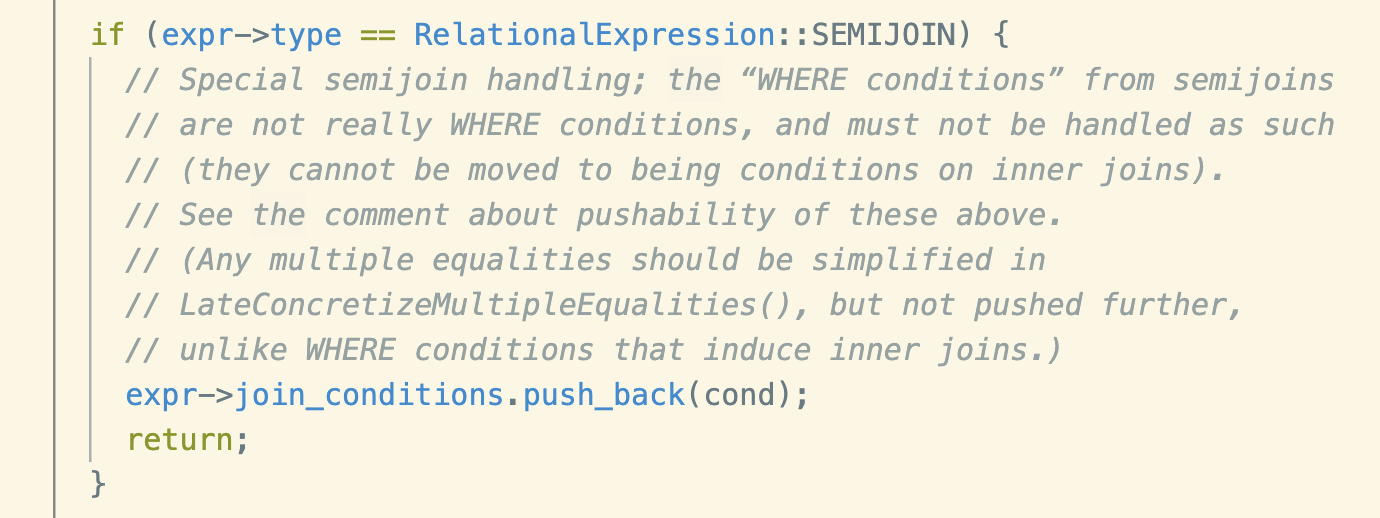 if (expr->type == RelationalExpression::SEMIJOIN) {
// Special semijoin handling; the “WHERE conditions” from semijoins
// are not really WHERE conditions, and must not be handled as such
// (they cannot be moved to being conditions on inner joins).
// See the comment about pushability of these above.
// (Any multiple equalities should be simplified in
// LateConcretizeMultipleEqualities(), but not pushed further,
// unlike WHERE conditions that induce inner joins.)
expr->join_conditions.push_back(cond);
return;
}